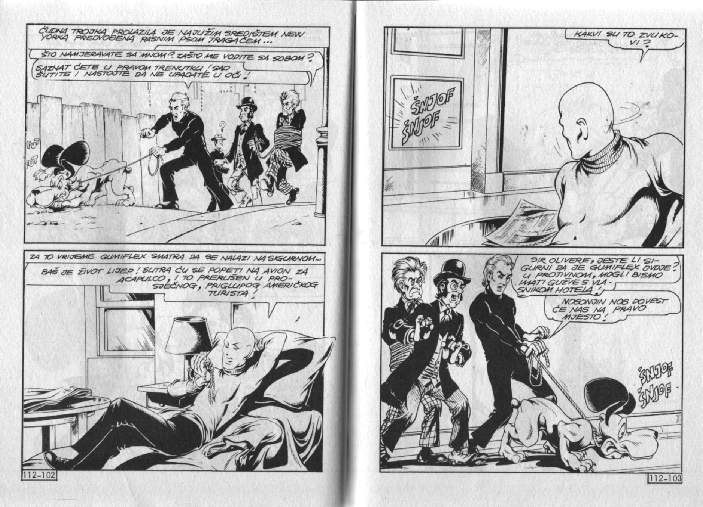 ČUDNA TROJKA PROLAZILA JE NAJUŽIM SREDIŠTEM NEW
YORKA PREDVOĐENA RASNIM PSOM TRAGAČEM...
ŠTO NAMJERAVATE SA MNOM? ZAŠTO ME VODITE SA SOBOM?
SAZNAT ĆETE U PRAVOM TRENUTKU! SAD
ŠUTITE I NASTOJTE DA NE UPADATE U OČI!
ZA TO VRIJEME GUMIFLEX SMATRA DA SE NALAZI NA SIGURNOM...
BAŠ JE ŽIVOT LIJEP! SUTRA ĆU SE POPETI NA AVION ZA
ACAPULCO, I TO PRERUŠEN U PRO-
SJEČNOG, PRIGLUPOG AMERIČKOG
TURISTA!
112-102
KAKVI SU TO ZVUKO-
VI?
ŠNJOF
ŠNJOF
SIR OLIVERE, JESTE LI SI-
GURNI DA JE GUMIFLEX OVDJE?
U PROTIVNOM, MOGLI BISMO
IMATI GUŽVE S VLA-
SNIKOM HOTELA!
NOSONJIN NOS DOVEST
ĆE NAS NA PRAVO
MJESTO!
ŠNJOF
ŠNJOF
112-103